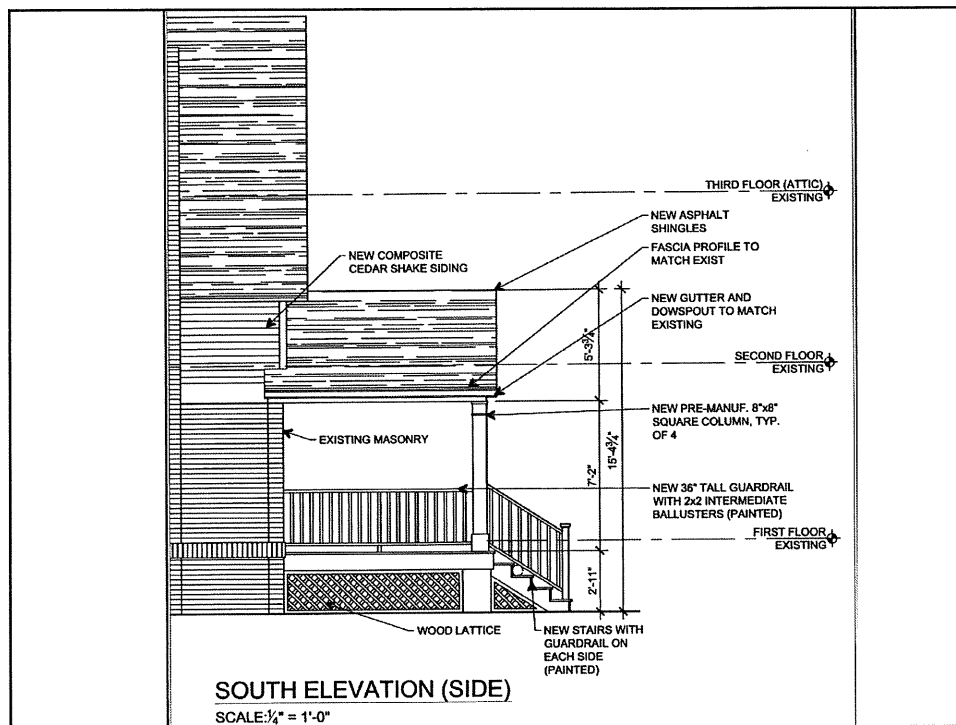 THIRD FLOOR (ATTIC)
EXISTING
NEW ASPHALT
SHINGLES
NEW COMPOSITE
CEDAR SHAKE SIDING
FASCIA PROFILE TO
MATCH EXIST
NEW GUTTER AND
DOWSPOUT TO MATCH
EXISTING
5'-3¾"
SECOND FLOOR
EXISTING
NEW PRE-MANUF. 8"x8"
SQUARE COLUMN, TYP.
OF 4
EXISTING MASONRY
15'-4¾"
7'-2"
NEW 36" TALL GUARDRAIL
WITH 2x2 INTERMEDIATE
BALLUSTERS (PAINTED)
FIRST FLOOR
EXISTING
2'-11"
WOOD LATTICE
NEW STAIRS WITH
GUARDRAIL ON
EACH SIDE
(PAINTED)
SOUTH ELEVATION (SIDE)
SCALE:¼" = 1'-0"